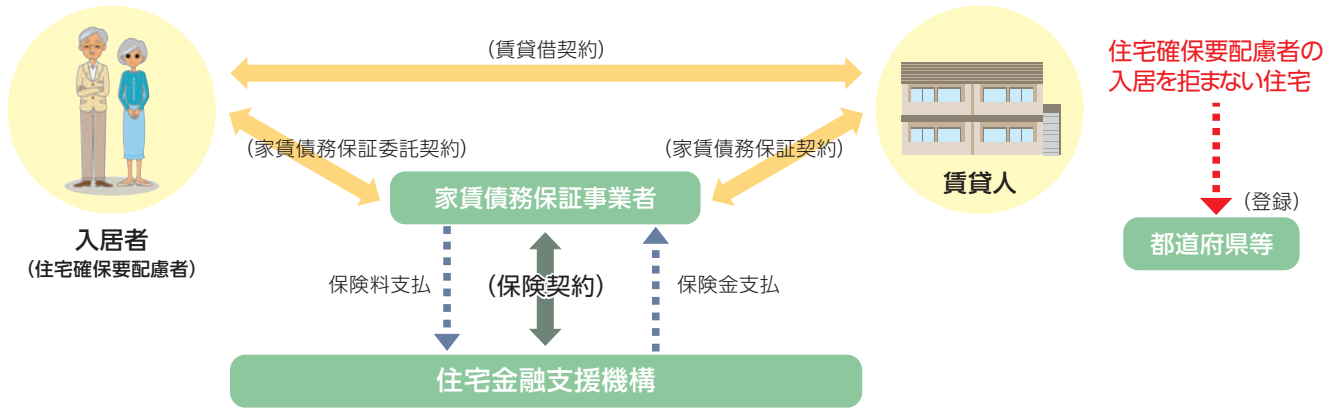 （賃貸借契約）
住宅確保要配慮者の
入居を拒まない住宅
（家賃債務保証委託契約）
（家賃債務保証契約）
賃貸人
家賃債務保証事業者
（登録）
入居者
（住宅確保要配慮者）
都道府県等
保険料支払
（保険契約）
保険金支払
住宅金融支援機構